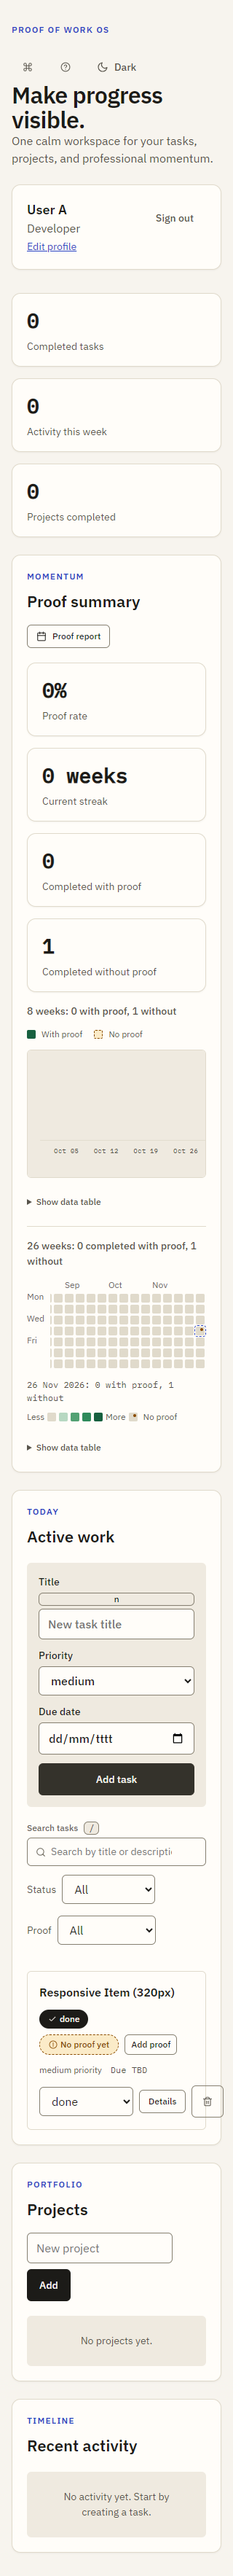 PROOF OF WORK OS
Dark
Make progress
visible.
One calm workspace for your tasks,
projects, and professional momentum.
User A
Sign out
Developer
Edit profile
0
Completed tasks
0
Activity this week
0
Projects completed
MOMENTUM
Proof summary
Proof report
0%
Proof rate
0 weeks
Current streak
0
Completed with proof
1
Completed without proof
8 weeks: 0 with proof, 1 without
With proof No proof
Oct 05 Oct 12 Oct 19 Oct 26
Show data table
26 weeks: 0 completed with proof, 1
without
Sep Oct Nov
Mon
Wed
Fri
26 Nov 2026: 0 with proof, 1
without
Less More No proof
Show data table
TODAY
Active work
Title
n
New task title
Priority
medium
Due date
dd/mm/tttt
Add task
Search tasks /
Search by title or descripti
Status All
Proof All
Responsive Item (320px)
done
No proof yet Add proof
medium priority Due TBD
done Details
PORTFOLIO
Projects
New project
Add
No projects yet.
TIMELINE
Recent activity
No activity yet. Start by
creating a task.